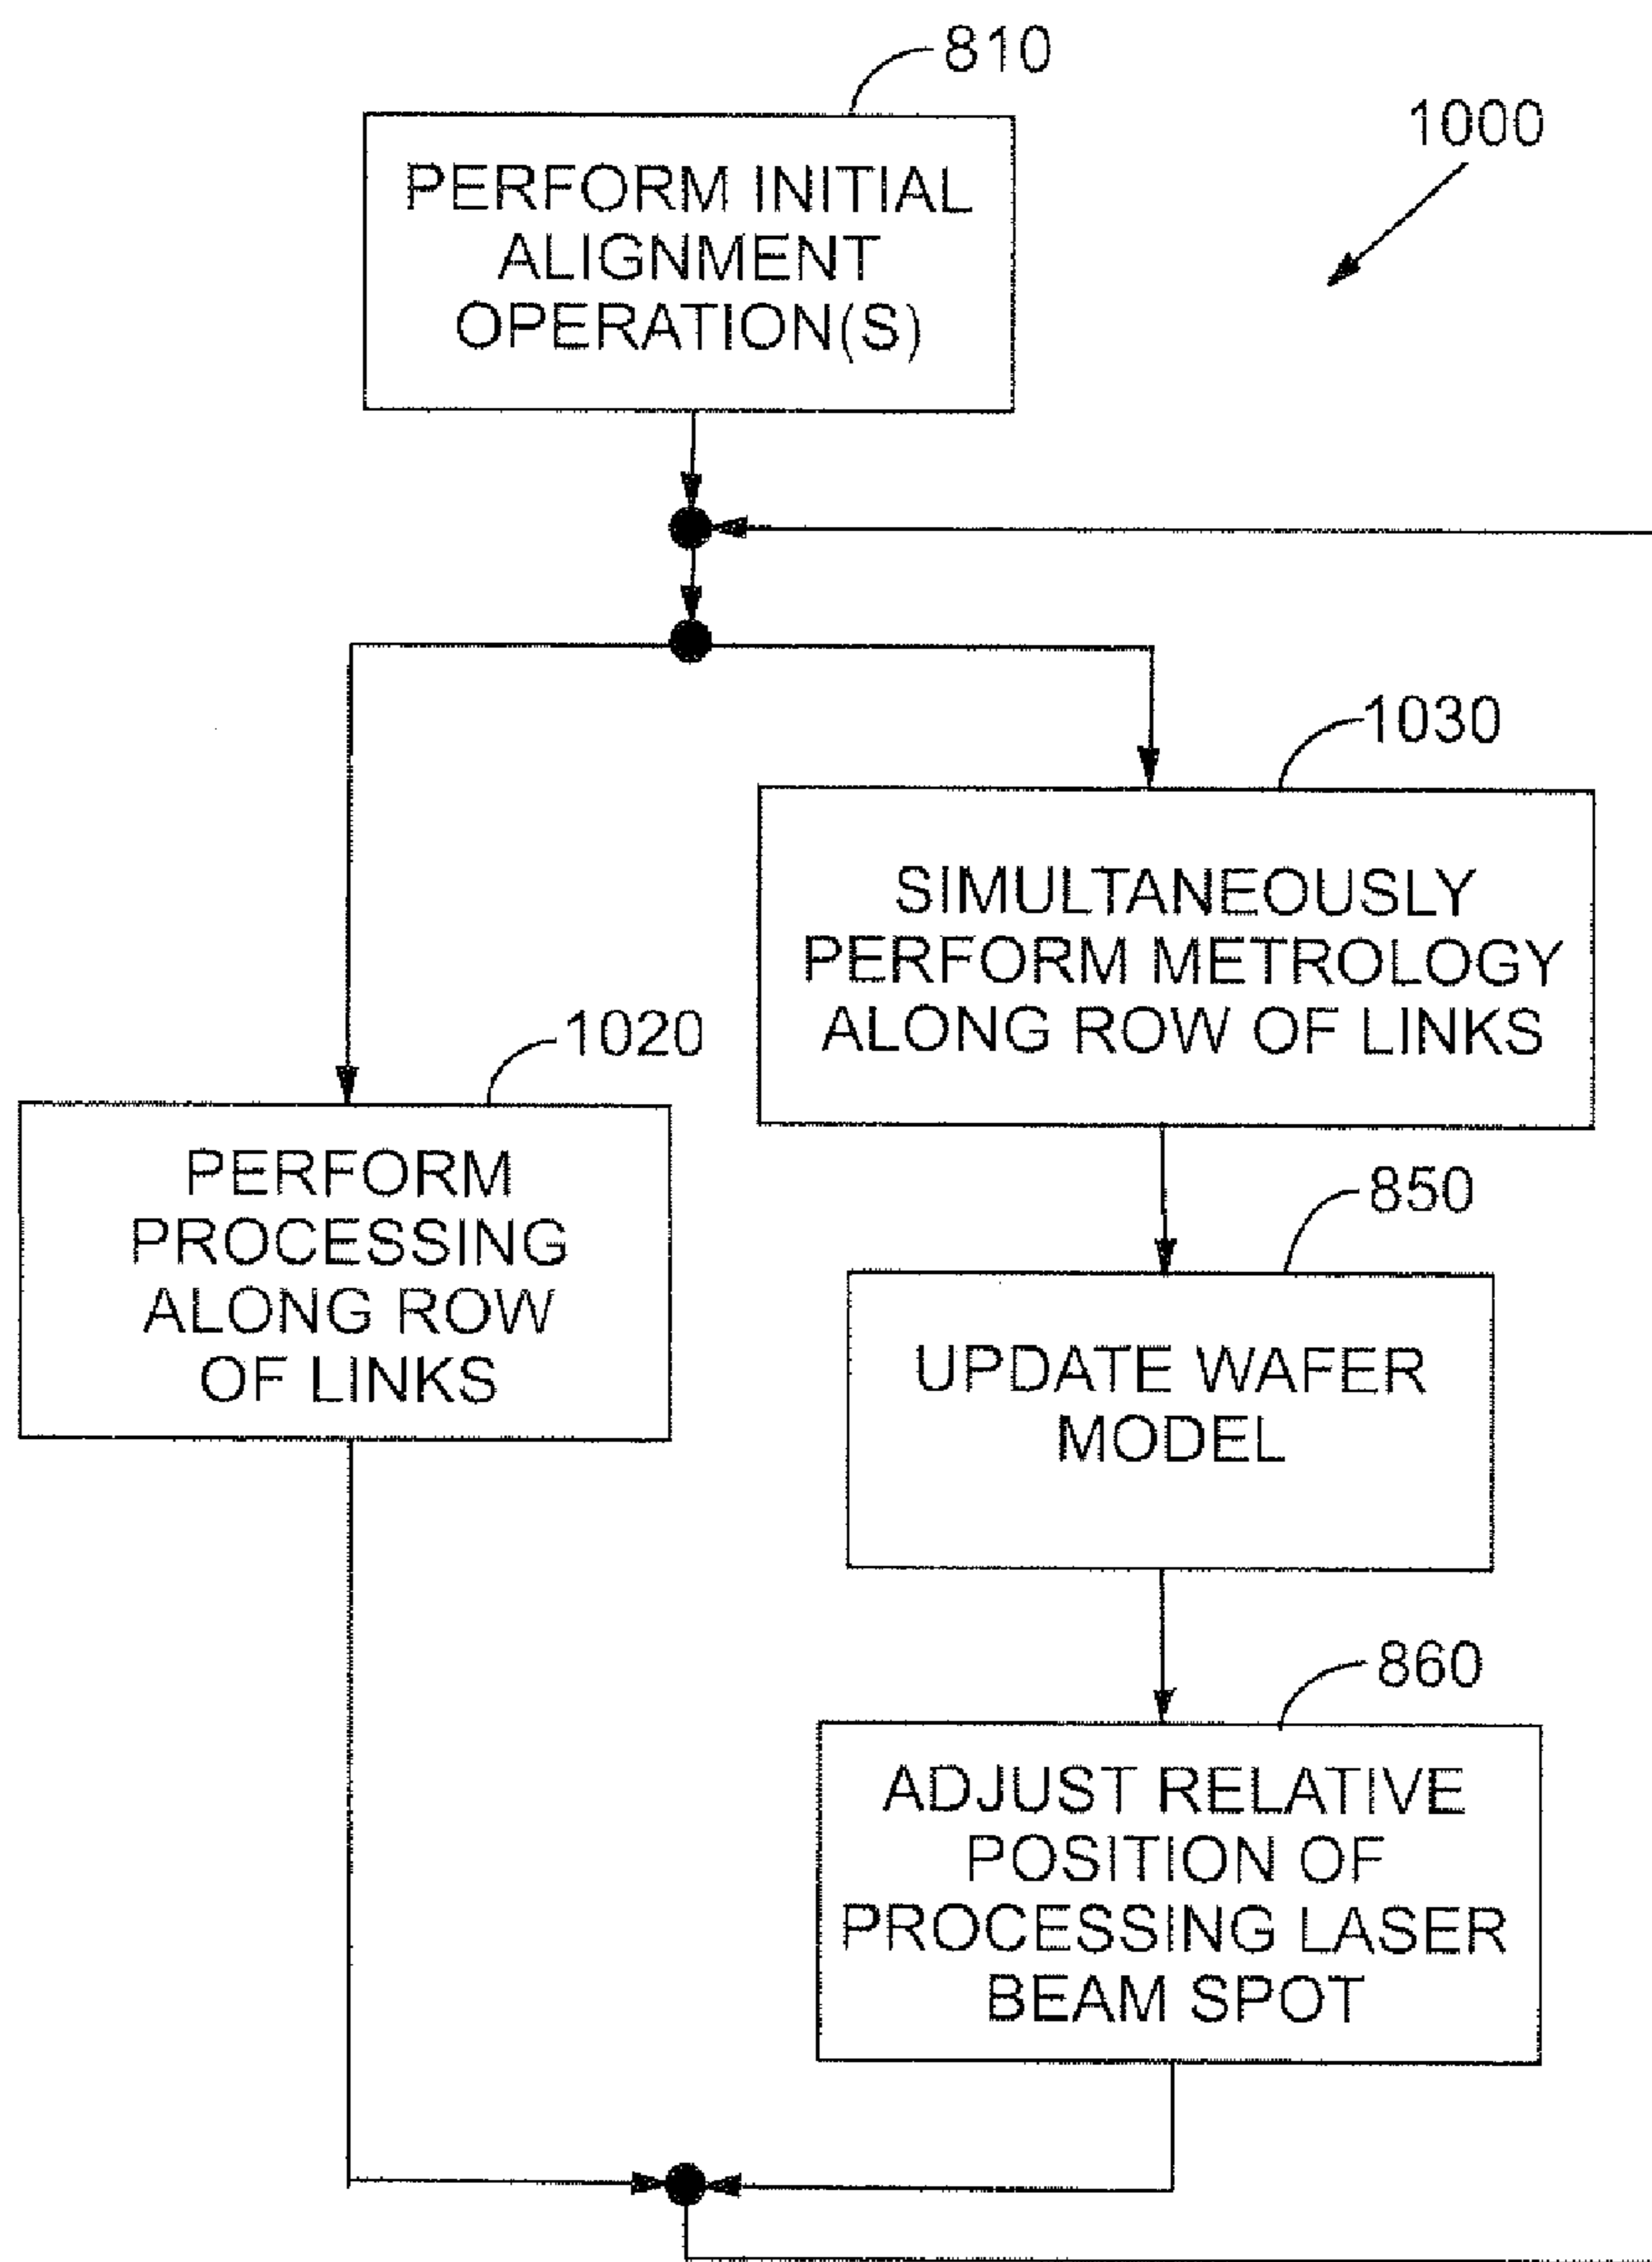 810
PERFORM INITIAL
ALIGNMENT
OPERATION(S)
1000
1030
SIMULTANEOUSLY
PERFORM METROLOGY
ALONG ROW OF LINKS
1020
PERFORM
PROCESSING
ALONG ROW
OF LINKS
850
UPDATE WAFER
MODEL
860
ADJUST RELATIVE
POSITION OF
PROCESSING LASER
BEAM SPOT